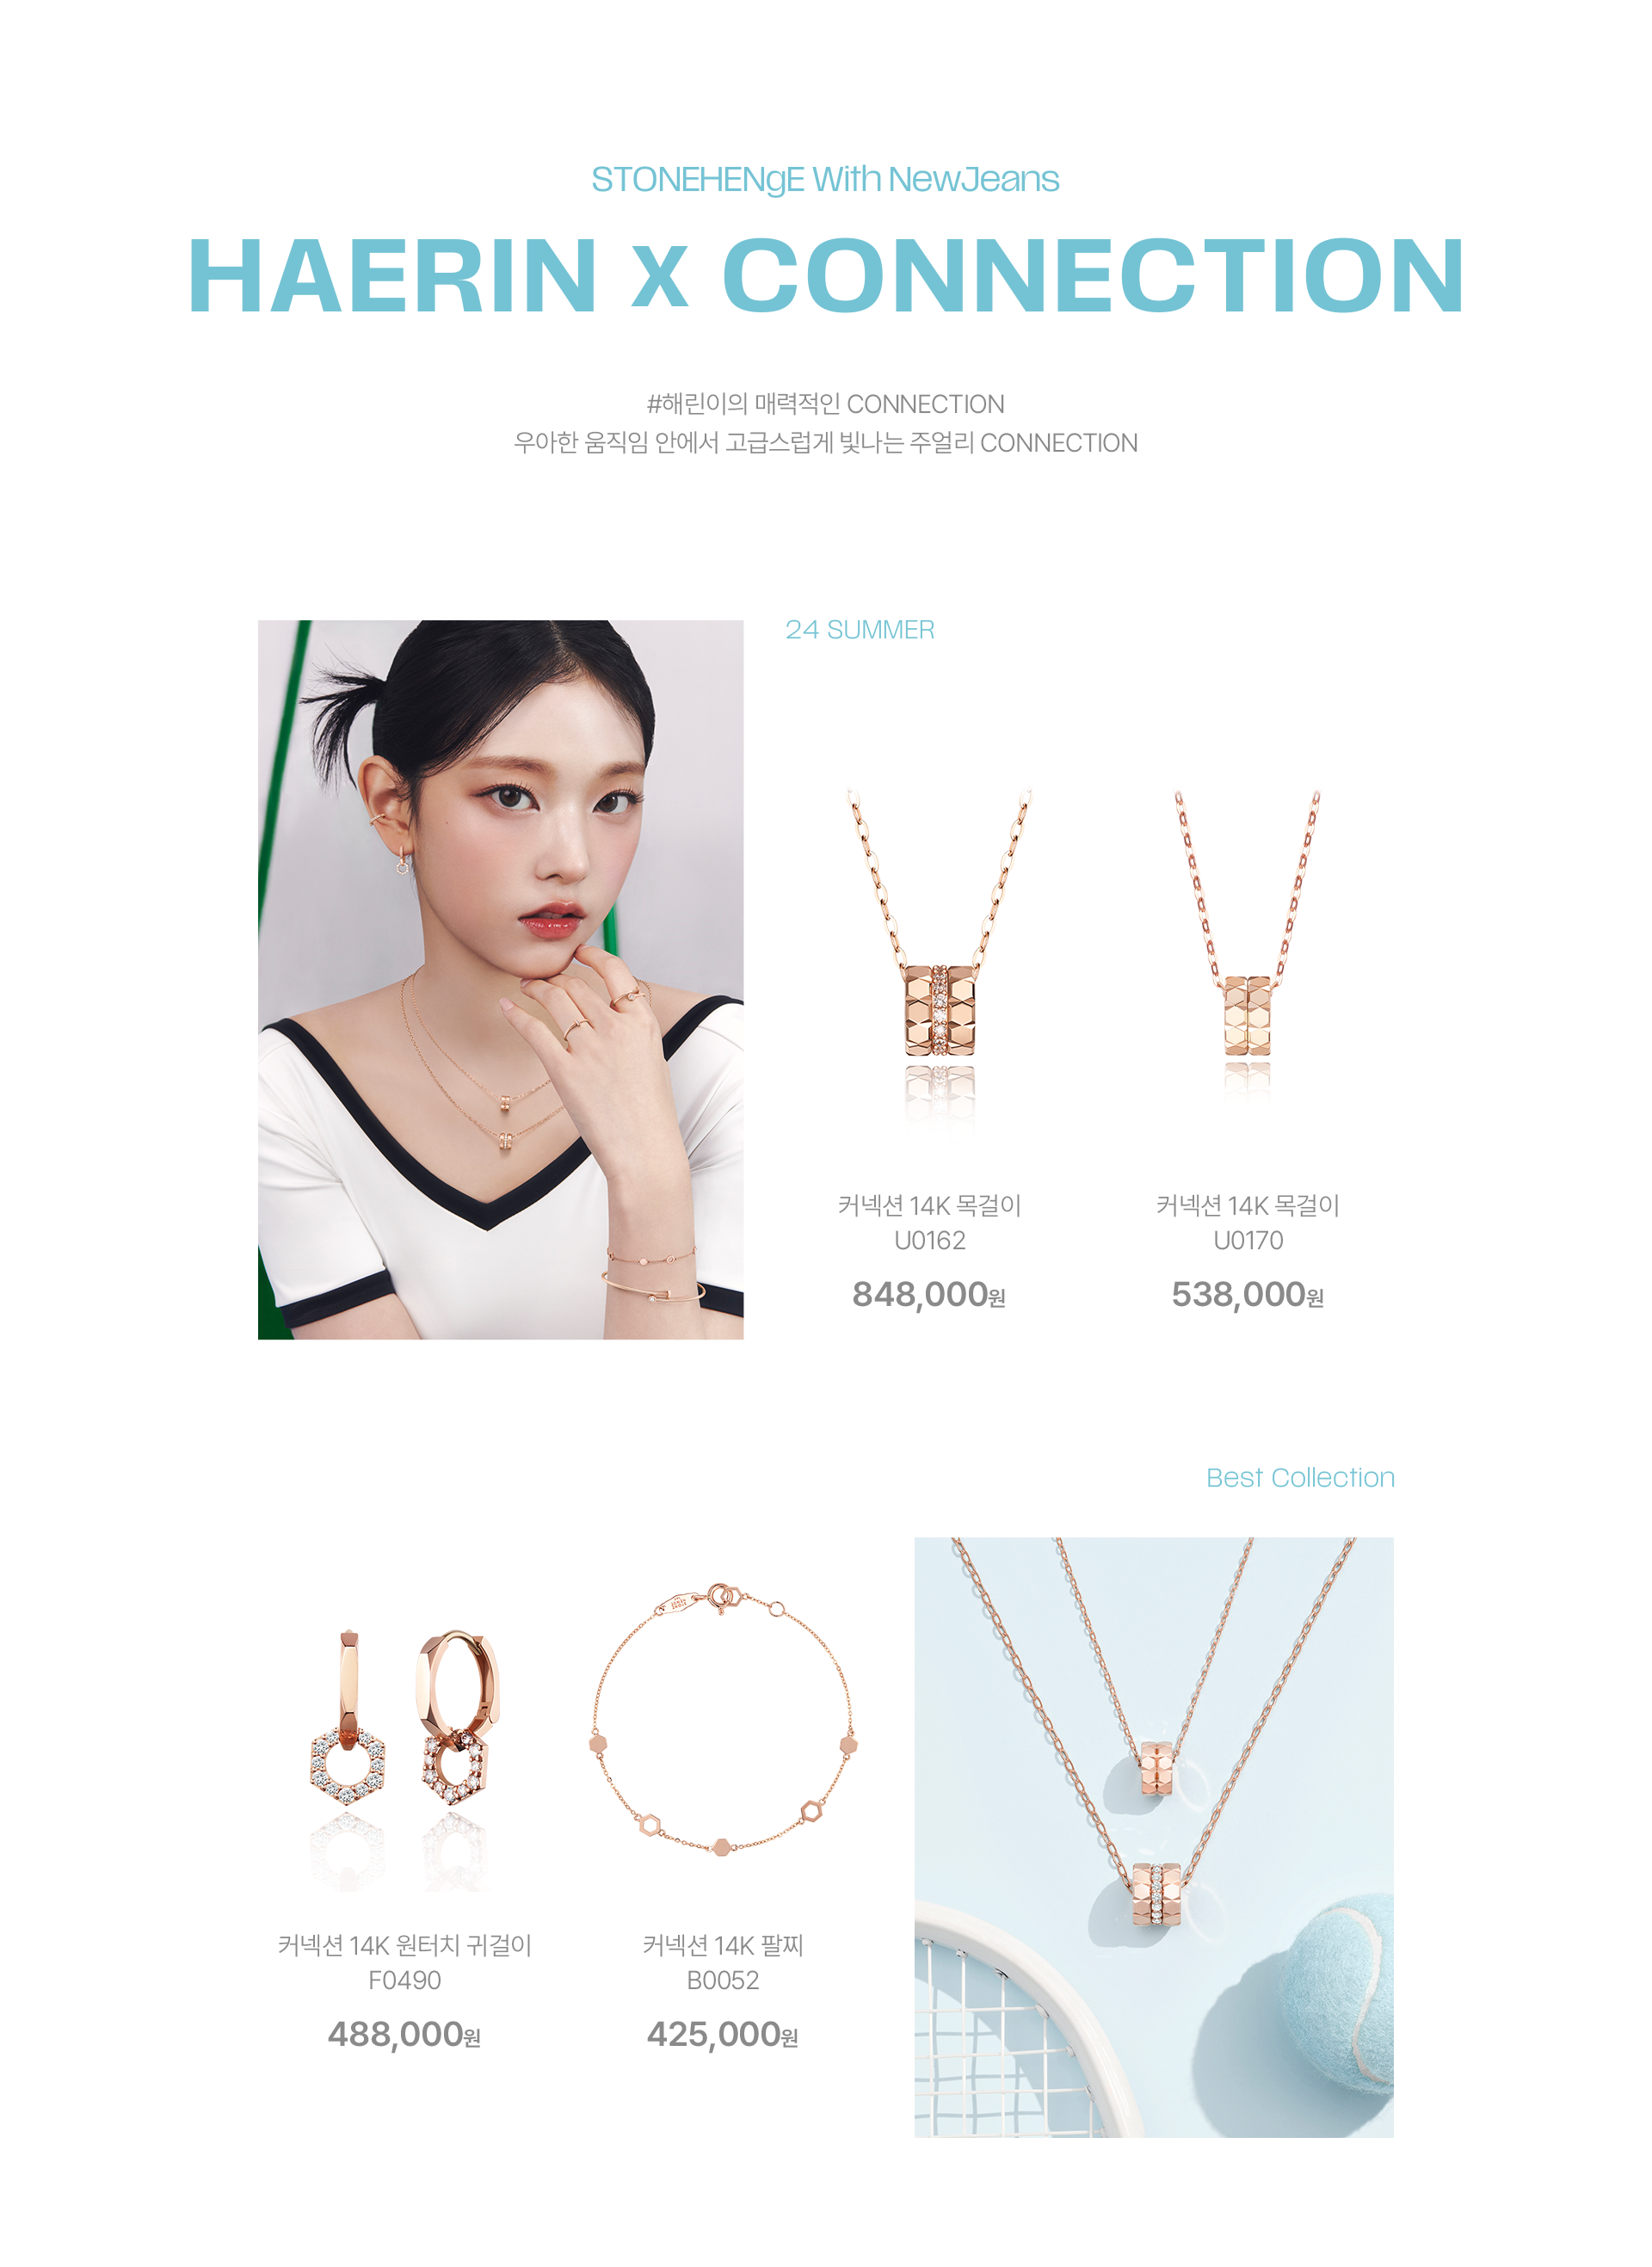 STONEHENgE With NewJeans
HAERIN x CONNECTION
#해린이의 매력적인 CONNECTION
우아한 움직임 안에서 고급스럽게 빛나는 주얼리 CONNECTION
24 SUMMER
커넥션 14K 목걸이
U0162
848,000원
커넥션 14K 목걸이
U0170
538,000원
Best Collection
커넥션 14K 원터치 귀걸이
F0490
488,000원
커넥션 14K 팔찌
B0052
425,000원